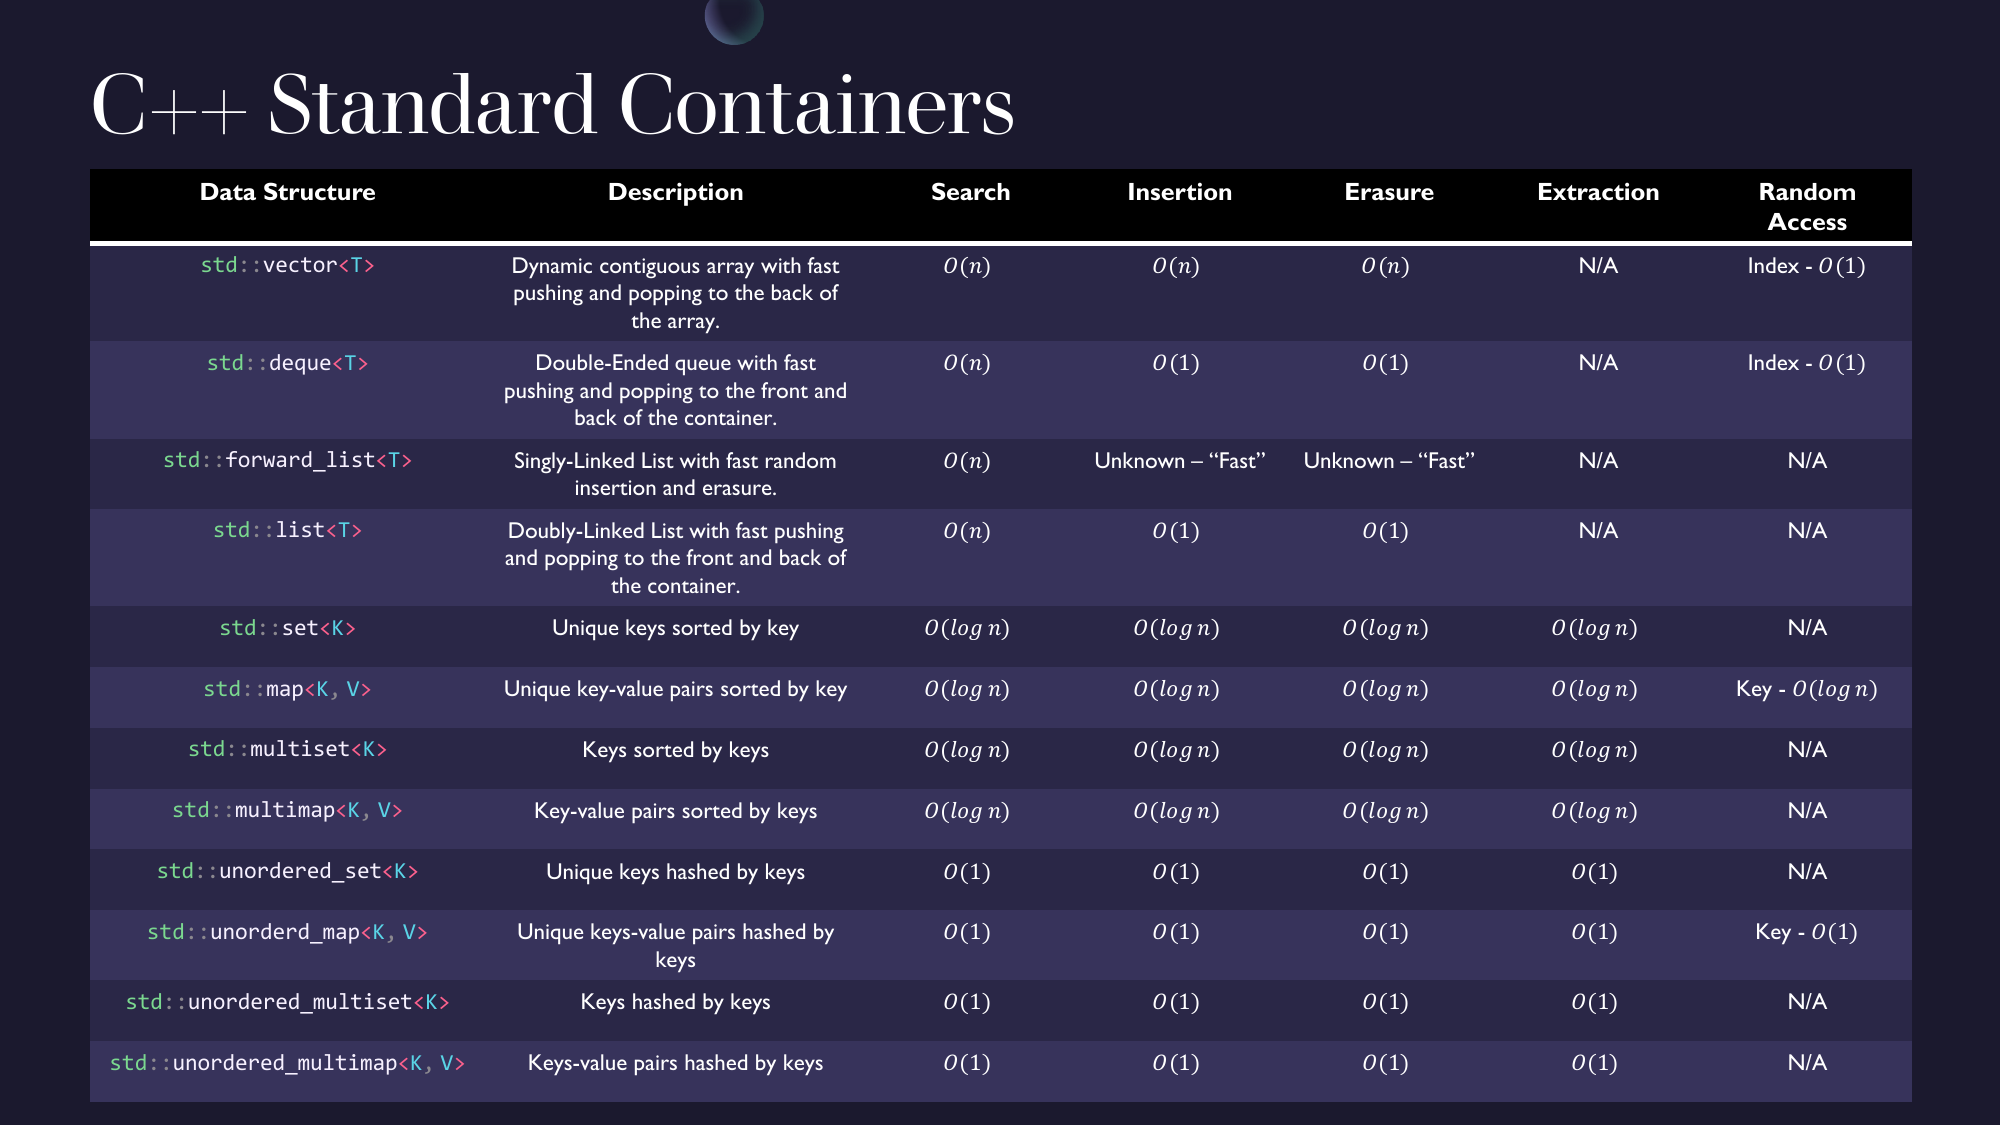 C++ Standard Containers
Data Structure Description Search Insertion Erasure Extraction Random
Access
std::vector<T> Dynamic contiguous array with fast O(n) O(n) O(n) N/A Index - O(1)
pushing and popping to the back of
the array.
std::deque<T> Double-Ended queue with fast O(n) O(1) O(1) N/A Index - O(1)
pushing and popping to the front and
back of the container.
std::forward_list<T> Singly-Linked List with fast random O(n) Unknown – “Fast” Unknown – “Fast” N/A N/A
insertion and erasure.
std::list<T> Doubly-Linked List with fast pushing O(n) O(1) O(1) N/A N/A
and popping to the front and back of
the container.
std::set<K> Unique keys sorted by key O(log n) O(log n) O(log n) O(log n) N/A
std::map<K, V> Unique key-value pairs sorted by key O(log n) O(log n) O(log n) O(log n) Key - O(log n)
std::multiset<K> Keys sorted by keys O(log n) O(log n) O(log n) O(log n) N/A
std::multimap<K, V> Key-value pairs sorted by keys O(log n) O(log n) O(log n) O(log n) N/A
std::unordered_set<K> Unique keys hashed by keys O(1) O(1) O(1) O(1) N/A
std::unorderd_map<K, V> Unique keys-value pairs hashed by O(1) O(1) O(1) O(1) Key - O(1)
keys
std::unordered_multiset<K> Keys hashed by keys O(1) O(1) O(1) O(1) N/A
std::unordered_multimap<K, V> Keys-value pairs hashed by keys O(1) O(1) O(1) O(1) N/A